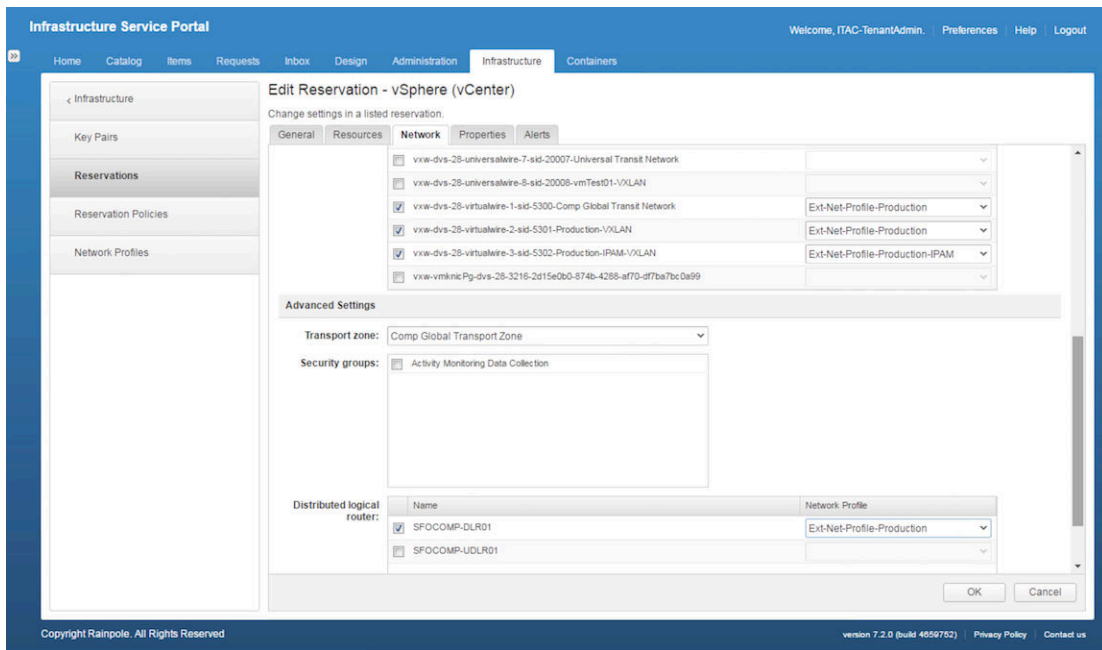 Infrastructure Service Portal
Welcome, ITAC-TenantAdmin. Preferences Help Logout
Home Catalog Items Requests Inbox Design Administration Infrastructure Containers
‹ Infrastructure
Key Pairs
Reservations
Reservation Policies
Network Profiles
Edit Reservation - vSphere (vCenter)
Change settings in a listed reservation.
General Resources Network Properties Alerts
vxw-dvs-28-universalwire-7-sid-20007-Universal Transit Network
vxw-dvs-28-universalwire-8-sid-20008-vmTest01-VXLAN
vxw-dvs-28-virtualwire-1-sid-5300-Comp Global Transit Network Ext-Net-Profile-Production
vxw-dvs-28-virtualwire-2-sid-5301-Production-VXLAN Ext-Net-Profile-Production
vxw-dvs-28-virtualwire-3-sid-5302-Production-IPAM-VXLAN Ext-Net-Profile-Production-IPAM
vxw-vmknicPg-dvs-28-3216-2d15e0b0-874b-4288-af70-df7ba7bc0a99
Advanced Settings
Transport zone: Comp Global Transport Zone
Security groups: Activity Monitoring Data Collection
Distributed logical router:
Name Network Profile
SFOCOMP-DLR01 Ext-Net-Profile-Production
SFOCOMP-UDLR01
OK Cancel
Copyright Rainpole. All Rights Reserved
version 7.2.0 (build 4659752) Privacy Policy Contact us